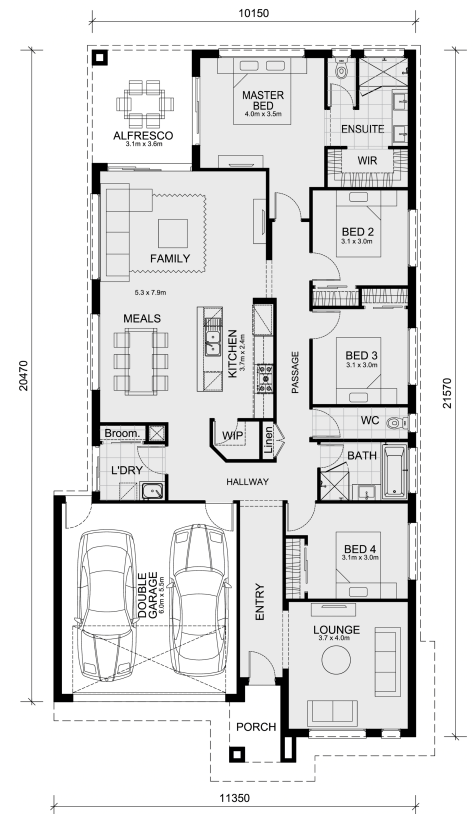 10150
MASTER
BED
4.0m x 3.5m
ALFRESCO
3.1m x 3.6m
ENSUITE
WIR
BED 2
3.1 x 3.0m
FAMILY
5.3 x 7.9m
MEALS
KITCHEN
3.7m x 2.4m
PASSAGE
BED 3
3.1 x 3.0m
20470
21570
WC
Broom.
WIP
Linen
BATH
L'DRY
HALLWAY
DOUBLE
GARAGE
6.0m x 5.5m
ENTRY
BED 4
3.1m x 3.0m
LOUNGE
3.7 x 4.0m
PORCH
11350